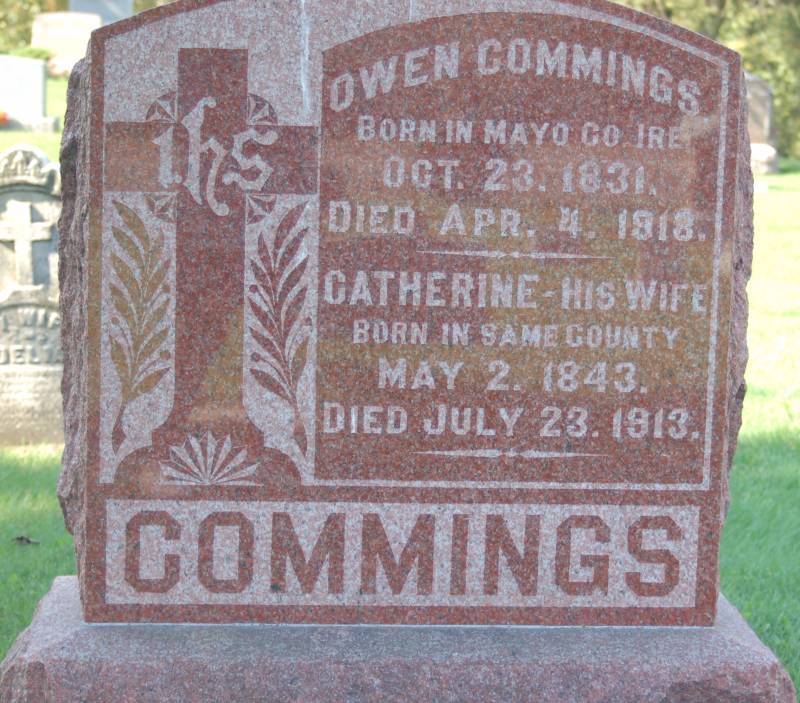 ihs
OWEN COMMINGS
BORN IN MAYO CO. IRE.
OCT. 23. 1831.
DIED APR. 4. 1918.
CATHERINE - HIS WIFE
BORN IN SAME COUNTY
MAY 2. 1843.
DIED JULY 23. 1913.
COMMINGS